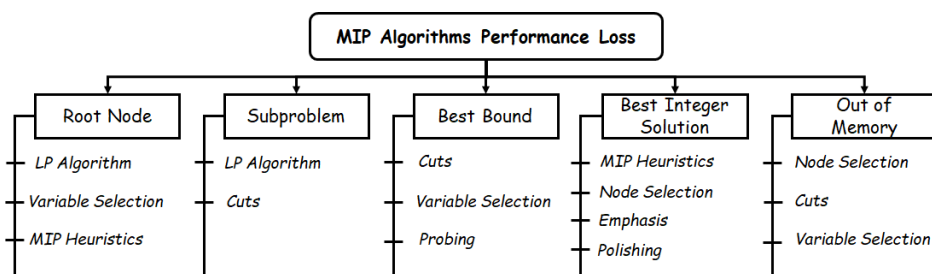 MIP Algorithms Performance Loss
Root Node
LP Algorithm
Variable Selection
MIP Heuristics
Subproblem
LP Algorithm
Cuts
Best Bound
Cuts
Variable Selection
Probing
Best Integer
Solution
MIP Heuristics
Node Selection
Emphasis
Polishing
Out of
Memory
Node Selection
Cuts
Variable Selection